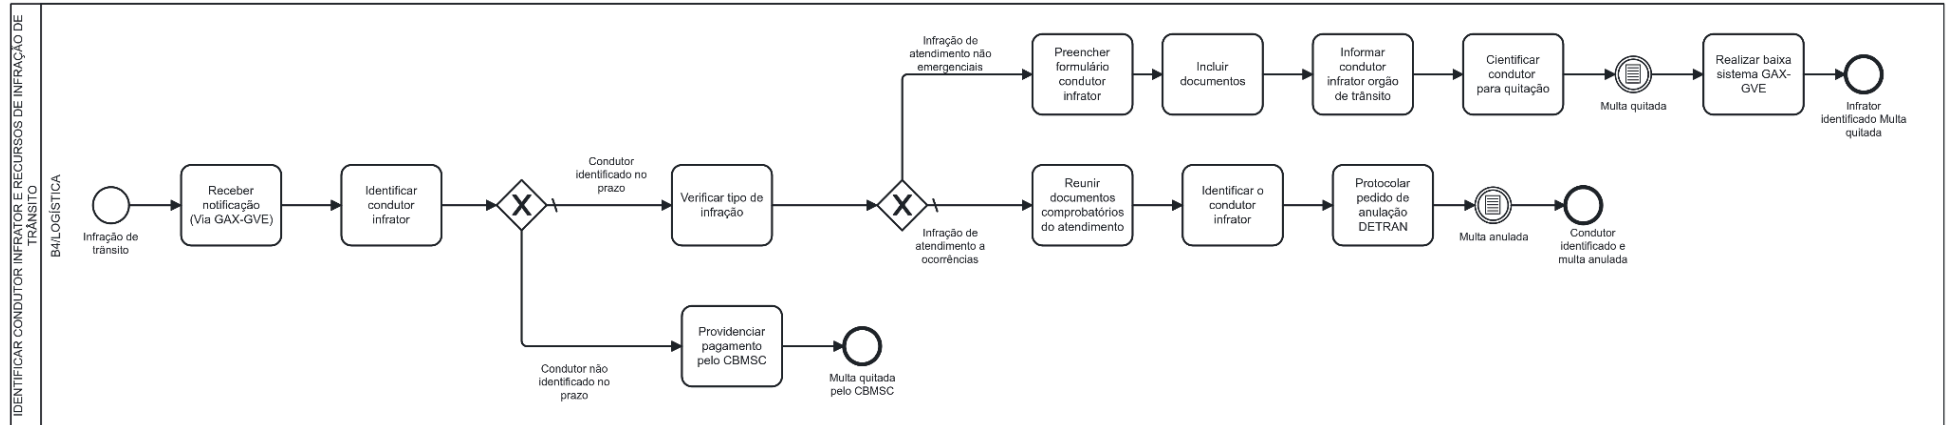 IDENTIFICAR CONDUTOR INFRATOR E RECURSOS DE INFRAÇÃO DE
TRÂNSITO
B4/LOGÍSTICA
Infração de
trânsito
Receber
notificação
(Via GAX-GVE)
Identificar
condutor
infrator
Condutor
identificado no
prazo
Condutor não
identificado no
prazo
Verificar tipo de
infração
Providenciar
pagamento
pelo CBMSC
Multa quitada
pelo CBMSC
Infração de
atendimento não
emergenciais
Preencher
formulário
condutor
infrator
Incluir
documentos
Informar
condutor
infrator orgão
de trânsito
Cientificar
condutor
para quitação
Multa quitada
Realizar baixa
sistema GAX-
GVE
Infrator
identificado Multa
quitada
Infração de
atendimento a
ocorrências
Reunir
documentos
comprobatórios
do atendimento
Identificar o
condutor
infrator
Protocolar
pedido de
anulação
DETRAN
Multa anulada
Condutor
identificado e
multa anulada